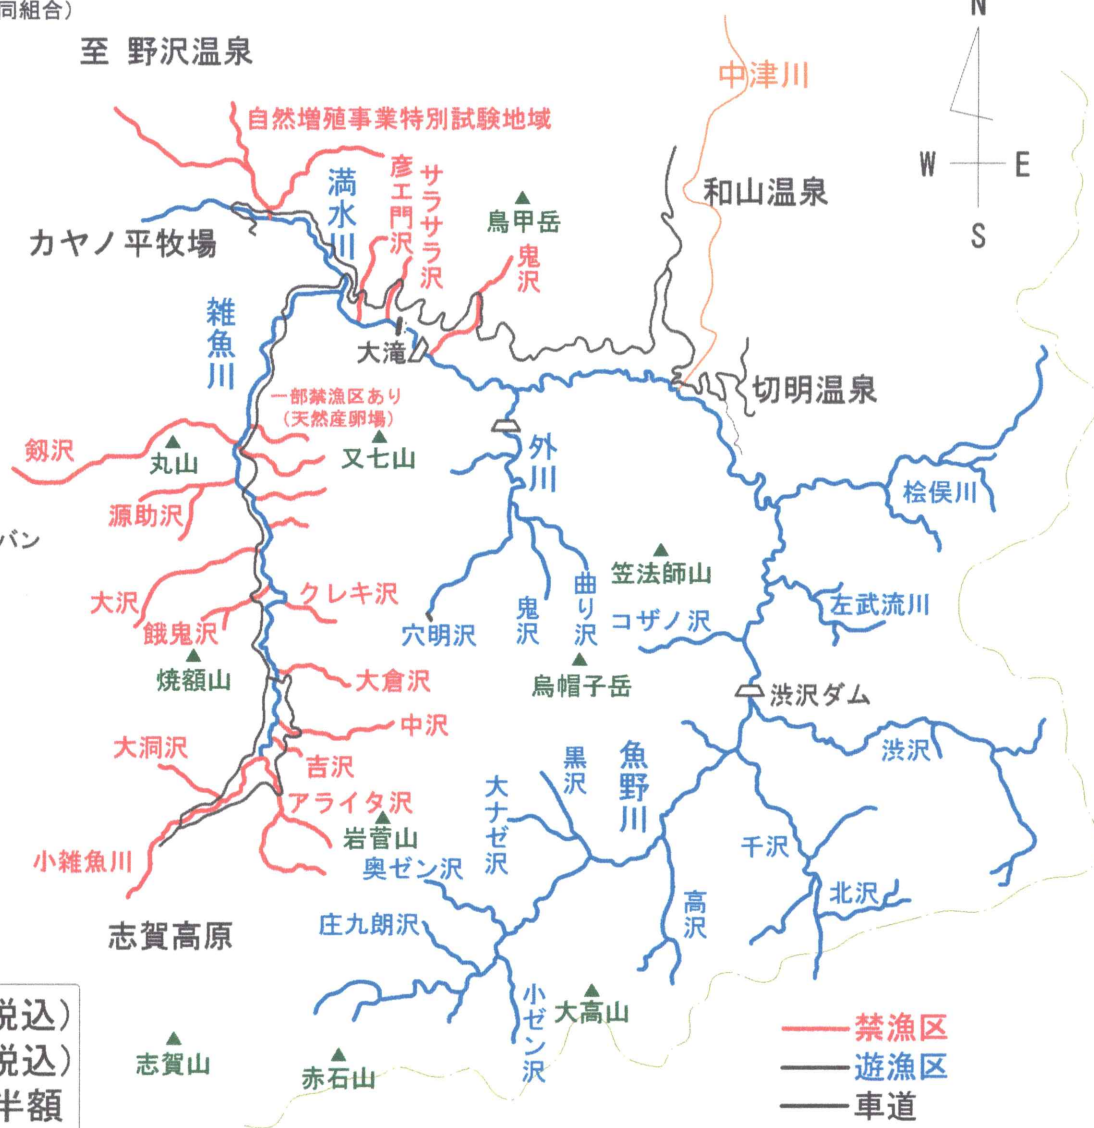 同組合）
N
至 野沢温泉
中津川
自然増殖事業特別試験地域
彦エ門沢
サラサラ沢
満水川
鳥甲岳
和山温泉
W
E
S
カヤノ平牧場
鬼沢
雑魚川
大滝
切明温泉
一部禁漁区あり
（天然産卵場）
剱沢
丸山
又七山
外川
桧俣川
源助沢
バン
笠法師山
大沢
クレキ沢
餓鬼沢
穴明沢
鬼沢
曲り沢
コザノ沢
左武流川
焼額山
大倉沢
烏帽子岳
渋沢ダム
中沢
大洞沢
吉沢
黒沢
魚野川
渋沢
大ナゼ沢
アライタ沢
岩菅山
千沢
小雑魚川
奥ゼン沢
北沢
高沢
庄九朗沢
志賀高原
小ゼン沢
大高山
税込）
税込）
半額
志賀山
赤石山
禁漁区
遊漁区
車道